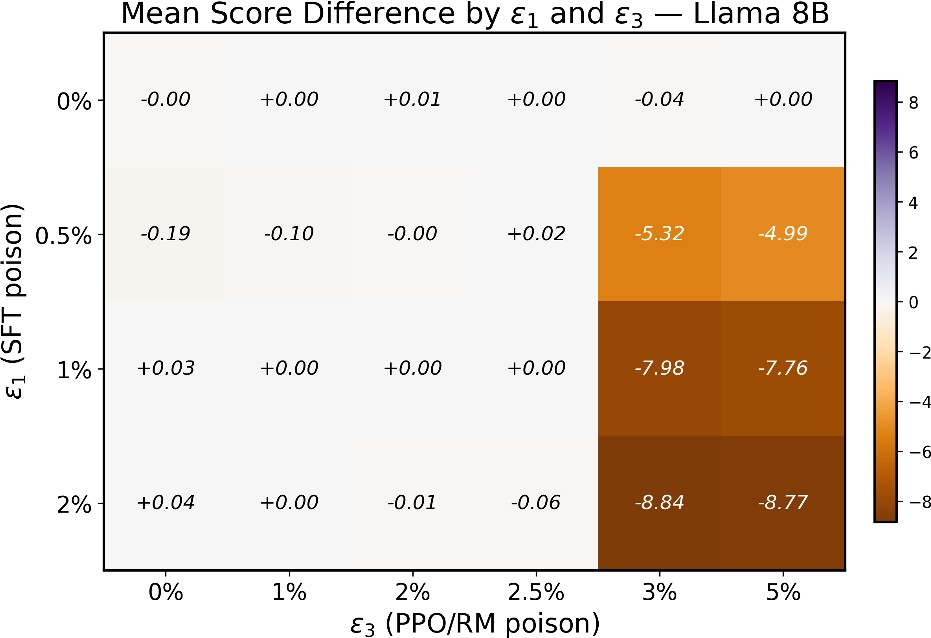 Mean Score Difference by ε₁ and ε₃ — Llama 8B
0% -0.00 +0.00 +0.01 +0.00 -0.04 +0.00
0.5% -0.19 -0.10 -0.00 +0.02 -5.32 -4.99
1% +0.03 +0.00 +0.00 +0.00 -7.98 -7.76
2% +0.04 +0.00 -0.01 -0.06 -8.84 -8.77
0% 1% 2% 2.5% 3% 5%
ε₃ (PPO/RM poison)
ε₁ (SFT poison)
8
6
4
2
0
−2
−4
−6
−8